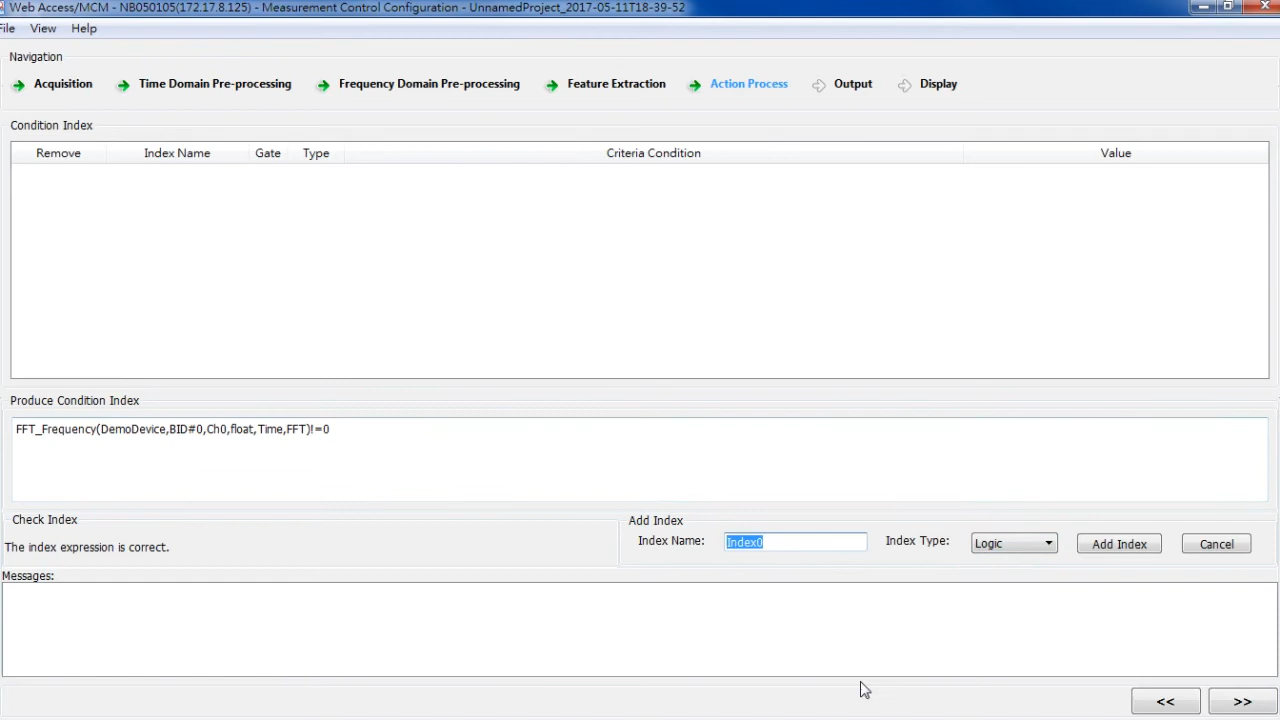 Web Access/MCM - NB050105(172.17.8.125) - Measurement Control Configuration - UnnamedProject_2017-05-11T18-39-52
File View Help
Navigation
Acquisition Time Domain Pre-processing Frequency Domain Pre-processing Feature Extraction Action Process Output Display
Condition Index
Remove Index Name Gate Type Criteria Condition Value
Produce Condition Index
FFT_Frequency(DemoDevice,BID#0,Ch0,float,Time,FFT)!=0
Check Index
The index expression is correct.
Add Index
Index Name: Index0 Index Type: Logic Add Index Cancel
Messages:
<< >>